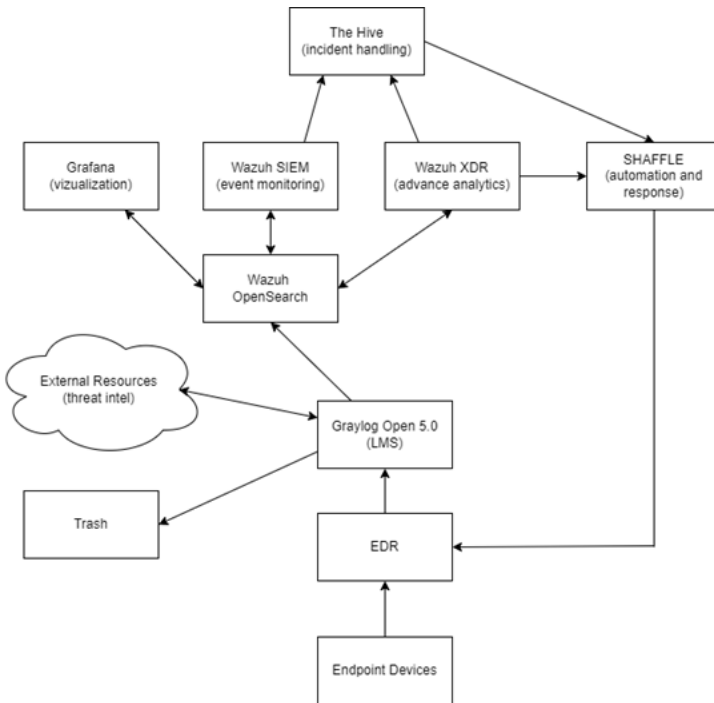 The Hive
(incident handling)
Grafana
(vizualization)
Wazuh SIEM
(event monitoring)
Wazuh XDR
(advance analytics)
SHAFFLE
(automation and
response)
Wazuh
OpenSearch
External Resources
(threat intel)
Graylog Open 5.0
(LMS)
Trash
EDR
Endpoint Devices